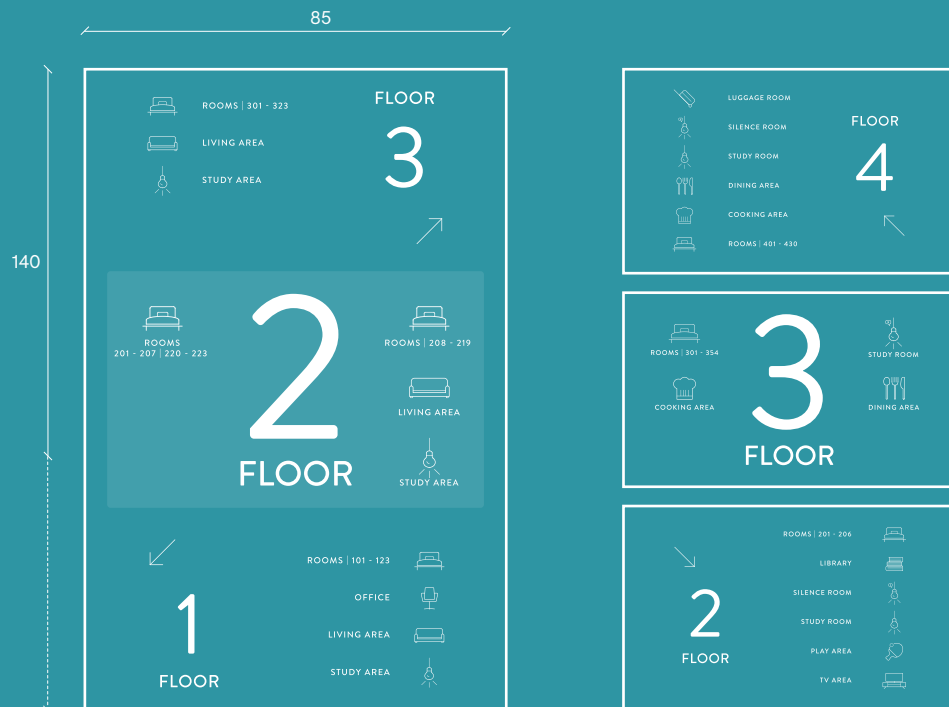 85
140
ROOMS | 301 - 323
LIVING AREA
STUDY AREA
FLOOR
3
ROOMS
201 - 207 | 220 - 223
2
FLOOR
ROOMS | 208 - 219
LIVING AREA
STUDY AREA
1
FLOOR
ROOMS | 101 - 123
OFFICE
LIVING AREA
STUDY AREA
LUGGAGE ROOM
SILENCE ROOM
STUDY ROOM
DINING AREA
COOKING AREA
ROOMS | 401 - 430
FLOOR
4
ROOMS | 301 - 354
COOKING AREA
3
FLOOR
STUDY ROOM
DINING AREA
2
FLOOR
ROOMS | 201 - 206
LIBRARY
SILENCE ROOM
STUDY ROOM
PLAY AREA
TV AREA